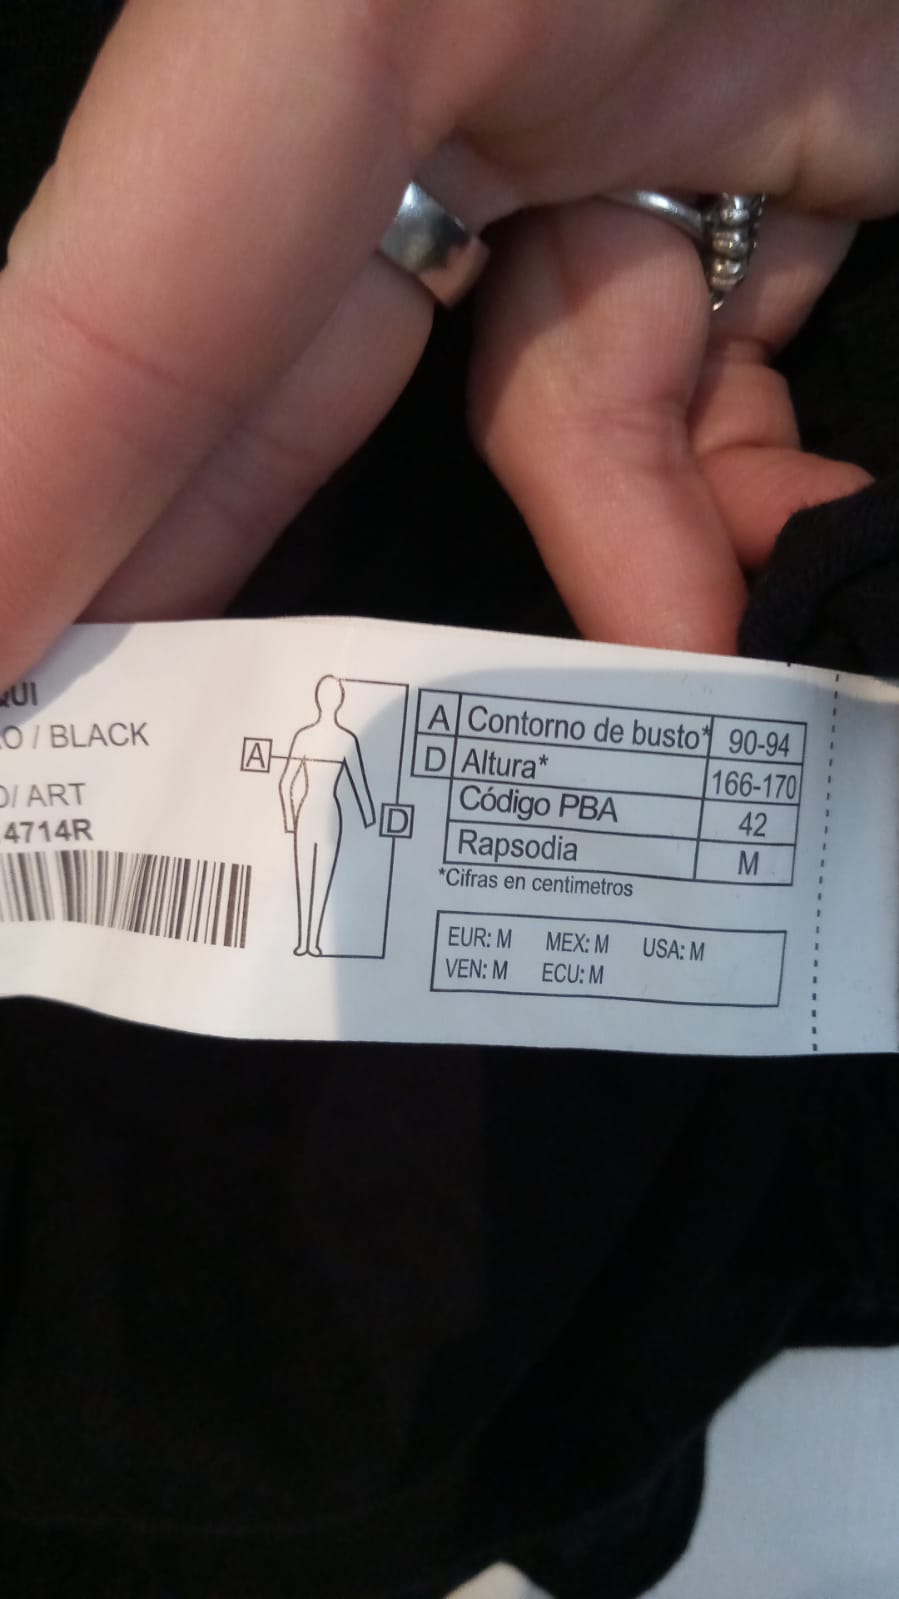 QUI
O / BLACK
O/ ART
4714R
A
D
A Contorno de busto* 90-94
D Altura* 166-170
Código PBA 42
Rapsodia M
*Cifras en centimetros
EUR: M MEX: M USA: M
VEN: M ECU: M